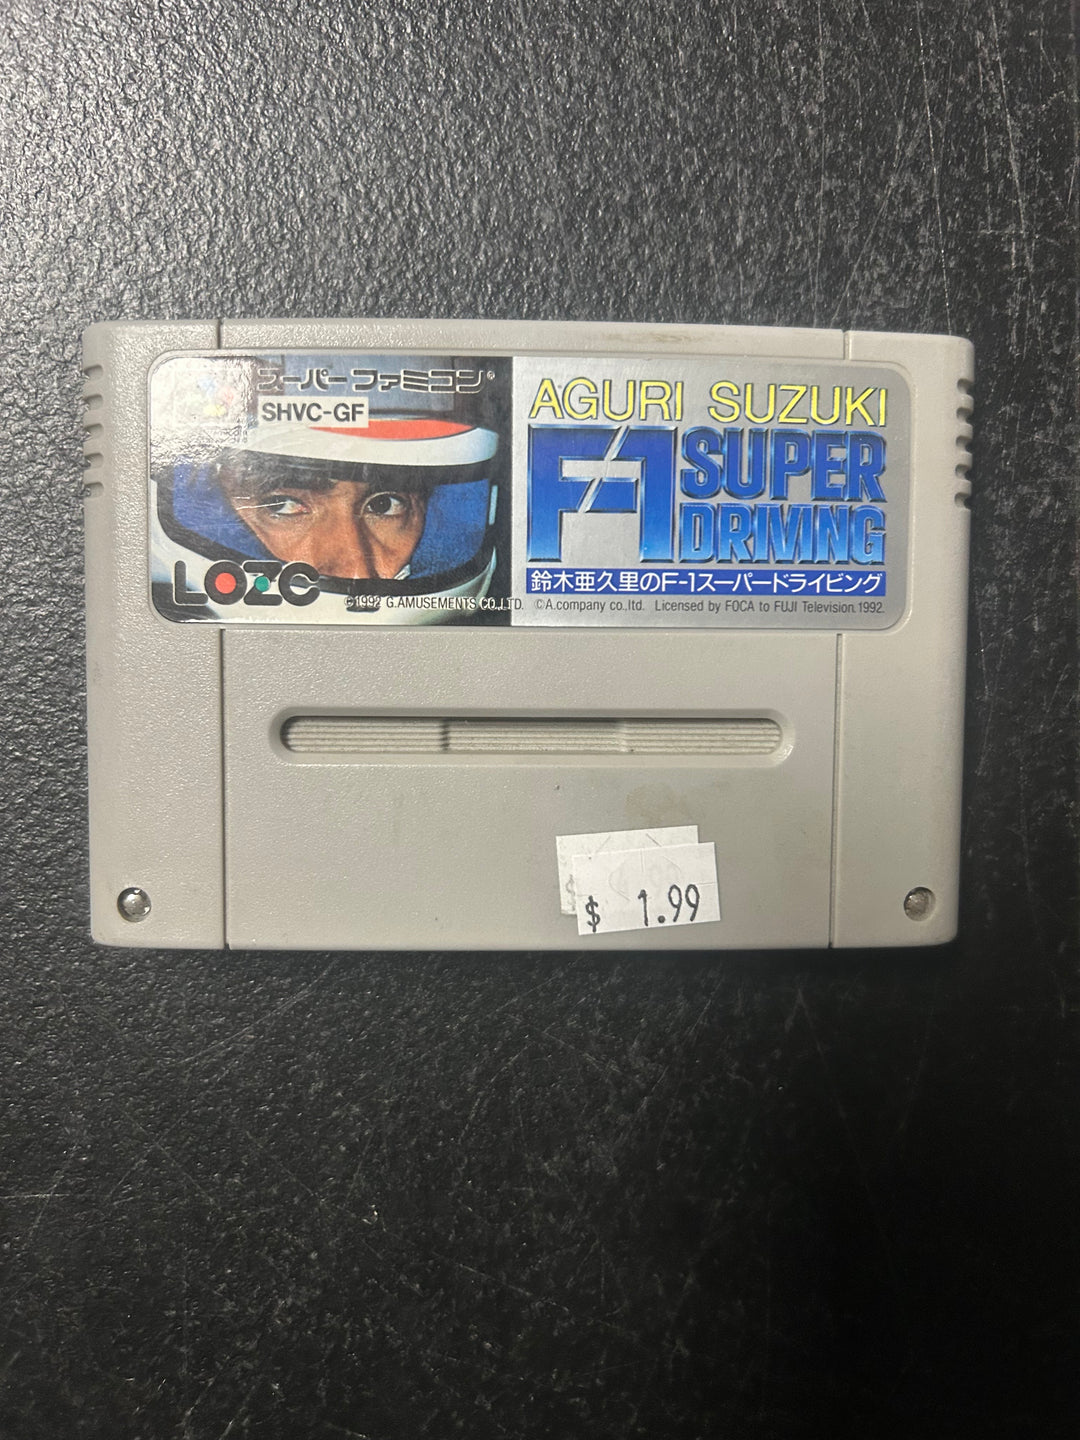 スーパーファミコン®
SHVC-GF
LOZC
©1992 G.AMUSEMENTS CO.,LTD.
AGURI SUZUKI
F-1 SUPER
DRIVING
鈴木亜久里のF-1スーパードライビング
©A.company co.,ltd. Licensed by FOCA to FUJI Television.1992.
$ 1.99